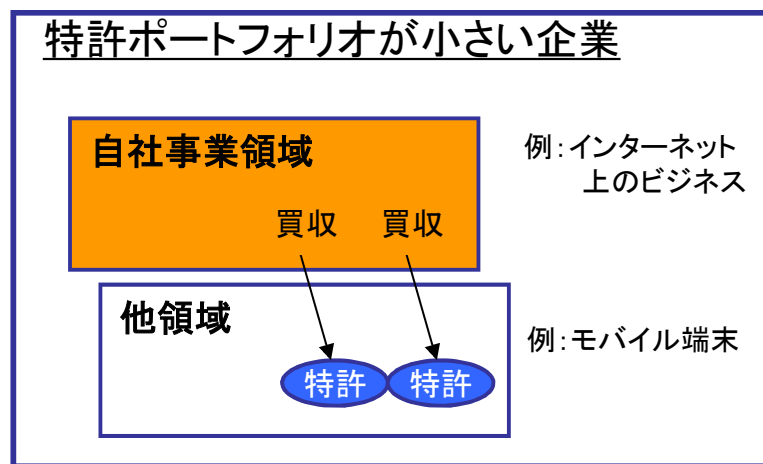 特許ポートフォリオが小さい企業
自社事業領域
例：インターネット
上のビジネス
買収 買収
他領域
例：モバイル端末
特許 特許